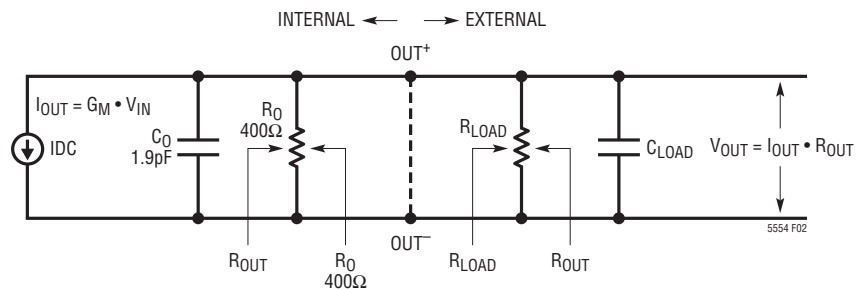 INTERNAL EXTERNAL
OUT+
IOUT = GM • VIN
IDC
CO
1.9pF
RO
400Ω
RLOAD
CLOAD
VOUT = IOUT • ROUT
5554 F02
OUT–
ROUT
RO
400Ω
RLOAD
ROUT